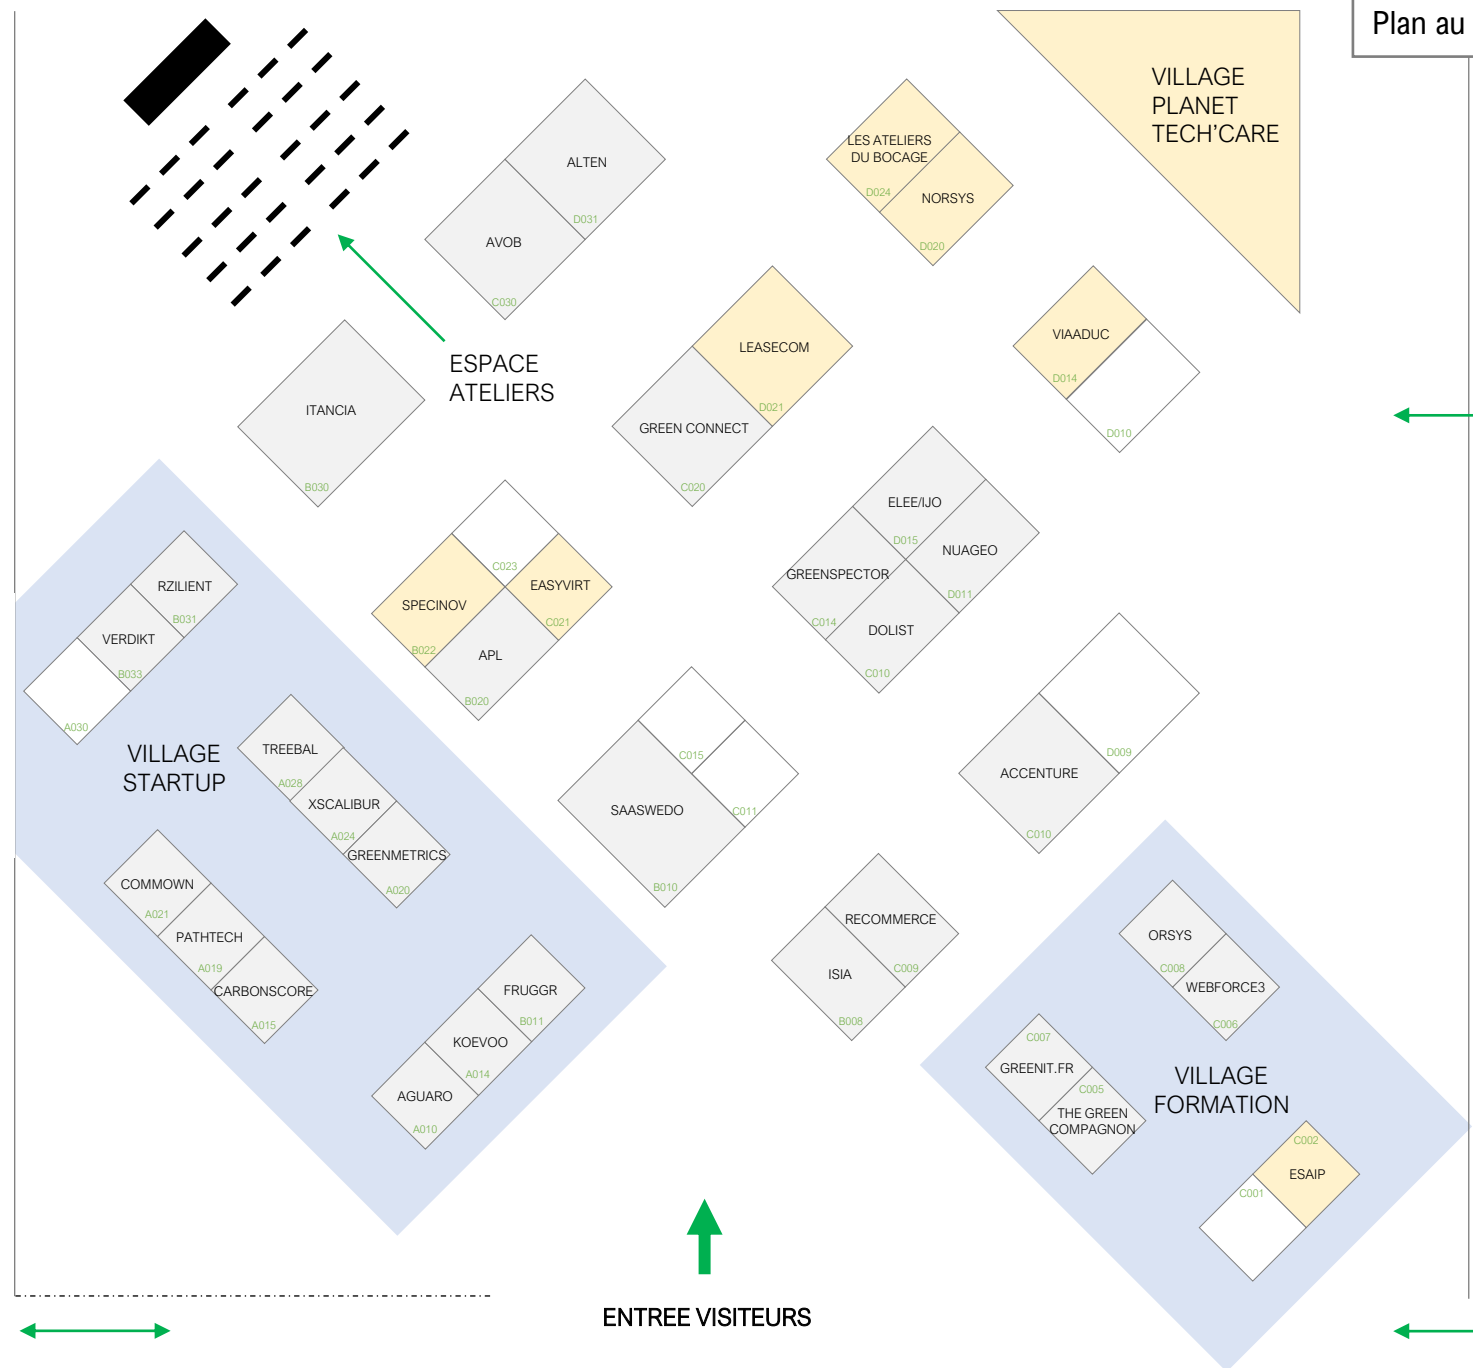 Plan au
VILLAGE
PLANET
TECH'CARE
ALTEN
D031
AVOB
C030
LES ATELIERS
DU BOCAGE
D024
NORSYS
D020
ESPACE
ATELIERS
LEASECOM
D021
GREEN CONNECT
C020
VIAADUC
D014
D010
ITANCIA
B030
ELEE/IJO
D015
NUAGEO
D011
GREENSPECTOR
C014
DOLIST
C010
C023
EASYVIRT
C021
SPECINOV
B022
APL
B020
RZILIENT
B031
VERDIKT
B033
A030
VILLAGE
STARTUP
TREEBAL
A028
XSCALIBUR
A024
GREENMETRICS
A020
C015
C011
SAASWEDO
B010
D009
ACCENTURE
C010
COMMOWN
A021
PATHTECH
A019
CARBONSCORE
A015
RECOMMERCE
C009
ISIA
B008
FRUGGR
B011
KOEVOO
A014
AGUARO
A010
ORSYS
C008
WEBFORCE3
C006
C007
GREENIT.FR
C005
THE GREEN
COMPAGNON
VILLAGE
FORMATION
C002
ESAIP
C001
ENTREE VISITEURS